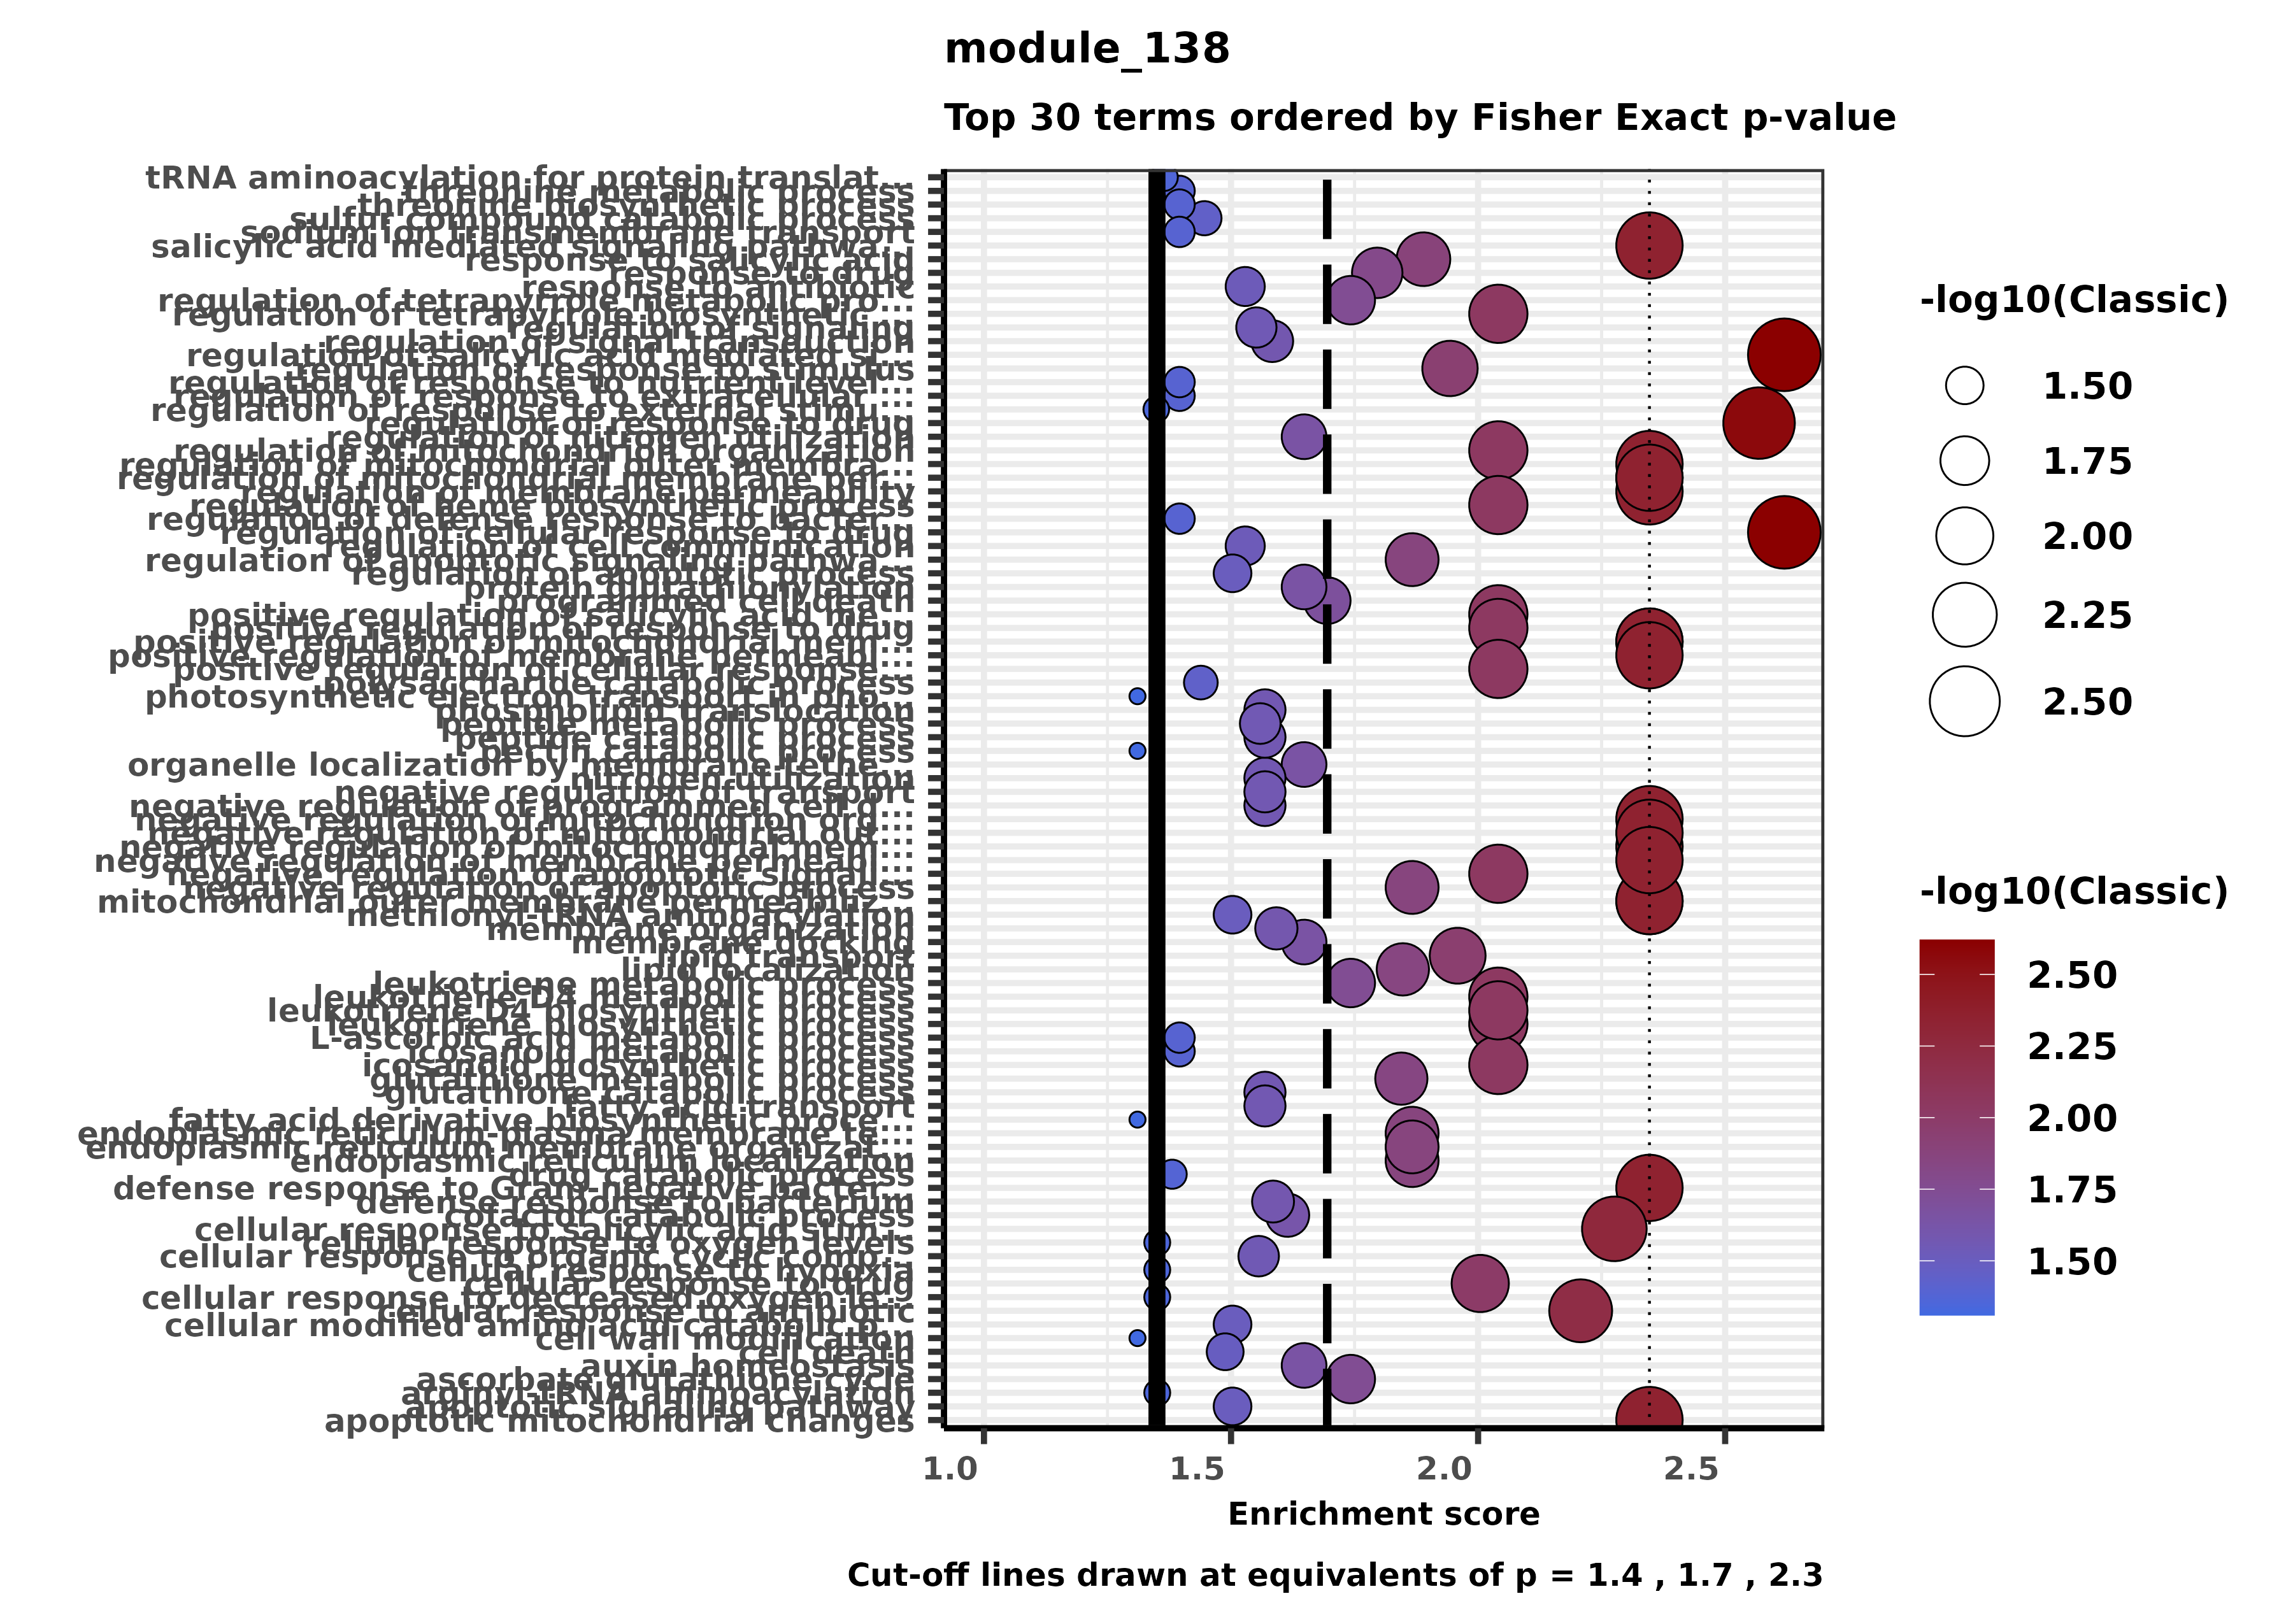 module_138
Top 30 terms ordered by Fisher Exact p-value
tRNA aminoacylation for protein translat...
threonine metabolic process
threonine biosynthetic process
sulfur compound catabolic process
sodium ion transmembrane transport
salicylic acid mediated signaling pathwa...
response to salicylic acid
response to drug
response to antibiotic
regulation of tetrapyrrole metabolic pro...
regulation of tetrapyrrole biosynthetic ...
regulation of signaling
regulation of signal transduction
regulation of salicylic acid mediated si...
regulation of response to stimulus
regulation of response to nutrient level...
regulation of response to extracellular ...
regulation of response to external stimu...
regulation of response to drug
regulation of nitrogen utilization
regulation of mitochondrion organization
regulation of mitochondrial outer membra...
regulation of mitochondrial membrane per...
regulation of membrane permeability
regulation of heme biosynthetic process
regulation of defense response to bacter...
regulation of cellular response to drug
regulation of cell communication
regulation of apoptotic signaling pathwa...
regulation of apoptotic process
protein glutathionylation
programmed cell death
positive regulation of salicylic acid me...
positive regulation of response to drug
positive regulation of mitochondrial mem...
positive regulation of membrane permeabi...
positive regulation of cellular response...
polysaccharide catabolic process
photosynthetic electron transport in pho...
phospholipid translocation
peptide metabolic process
peptide catabolic process
pectin catabolic process
organelle localization by membrane tethe...
nitrogen utilization
negative regulation of transport
negative regulation of programmed cell d...
negative regulation of mitochondrion org...
negative regulation of mitochondrial out...
negative regulation of mitochondrial mem...
negative regulation of membrane permeabi...
negative regulation of apoptotic signali...
negative regulation of apoptotic process
mitochondrial outer membrane permeabiliz...
methionyl-tRNA aminoacylation
membrane organization
membrane docking
lipid transport
lipid localization
leukotriene metabolic process
leukotriene D4 metabolic process
leukotriene D4 biosynthetic process
leukotriene biosynthetic process
L-ascorbic acid metabolic process
icosanoid metabolic process
icosanoid biosynthetic process
glutathione metabolic process
glutathione catabolic process
fatty acid transport
fatty acid derivative biosynthetic proce...
endoplasmic reticulum-plasma membrane te...
endoplasmic reticulum membrane organizat...
endoplasmic reticulum localization
drug catabolic process
defense response to Gram-negative bacter...
defense response to bacterium
cofactor catabolic process
cellular response to salicylic acid stim...
cellular response to oxygen levels
cellular response to organic cyclic comp...
cellular response to hypoxia
cellular response to drug
cellular response to decreased oxygen le...
cellular response to antibiotic
cellular modified amino acid catabolic p...
cell wall modification
cell death
auxin homeostasis
ascorbate glutathione cycle
arginyl-tRNA aminoacylation
apoptotic signaling pathway
apoptotic mitochondrial changes
1.0 1.5 2.0 2.5
Enrichment score
Cut-off lines drawn at equivalents of p = 1.4 , 1.7 , 2.3
-log10(Classic)
1.50
1.75
2.00
2.25
2.50
-log10(Classic)
2.50
2.25
2.00
1.75
1.50